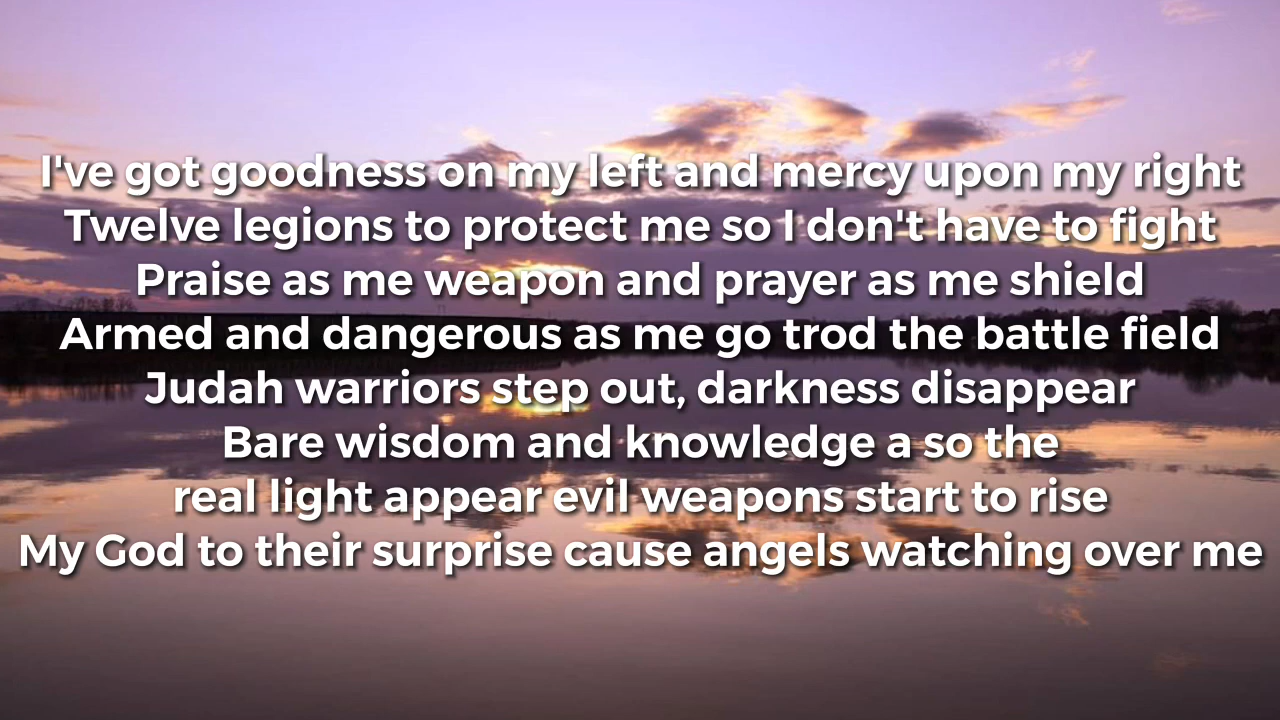 I've got goodness on my left and mercy upon my right
Twelve legions to protect me so I don't have to fight
Praise as me weapon and prayer as me shield
Armed and dangerous as me go trod the battle field
Judah warriors step out, darkness disappear
Bare wisdom and knowledge a so the
real light appear evil weapons start to rise
My God to their surprise cause angels watching over me